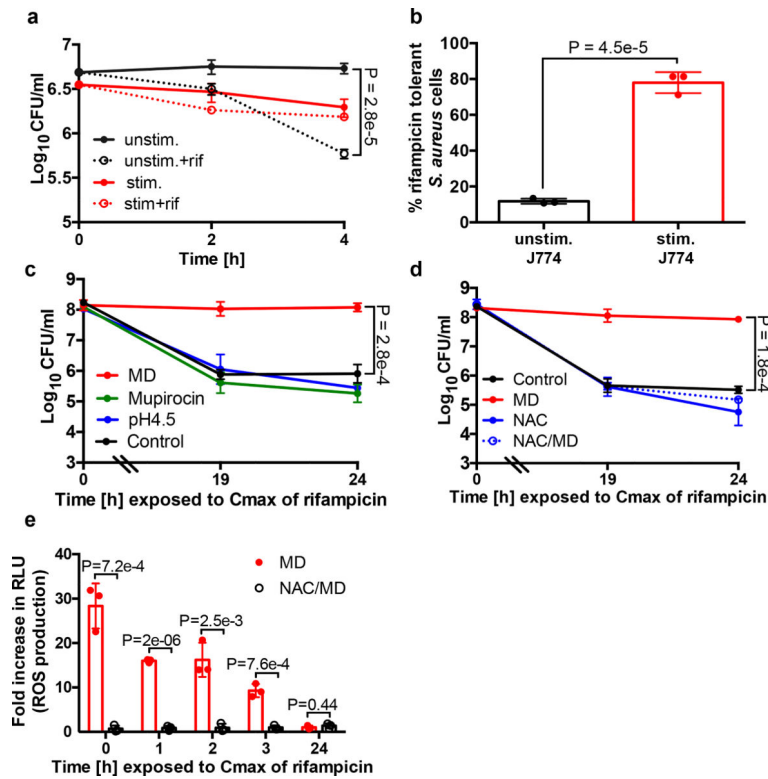 a
Log10 CFU/ml
7
6.5
6
5.5
5
unstim.
unstim.+rif
stim.
stim+rif
P = 2.8e-5
0
2
4
Time [h]
b
% rifampicin tolerant
S. aureus cells
100
80
60
40
20
0
P = 4.5e-5
unstim.
J774
stim.
J774
c
Log10 CFU/ml
9
8
7
6
5
4
3
MD
Mupirocin
pH4.5
Control
P = 2.8e-4
0
19
24
Time [h] exposed to Cmax of rifampicin
d
Log10 CFU/ml
9
8
7
6
5
4
3
Control
MD
NAC
NAC/MD
P = 1.8e-4
0
19
24
Time [h] exposed to Cmax of rifampicin
e
Fold increase in RLU
(ROS production)
40
30
20
10
0
P=7.2e-4
P=2e-06
P=2.5e-3
P=7.6e-4
P=0.44
MD
NAC/MD
0
1
2
3
24
Time [h] exposed to Cmax of rifampicin